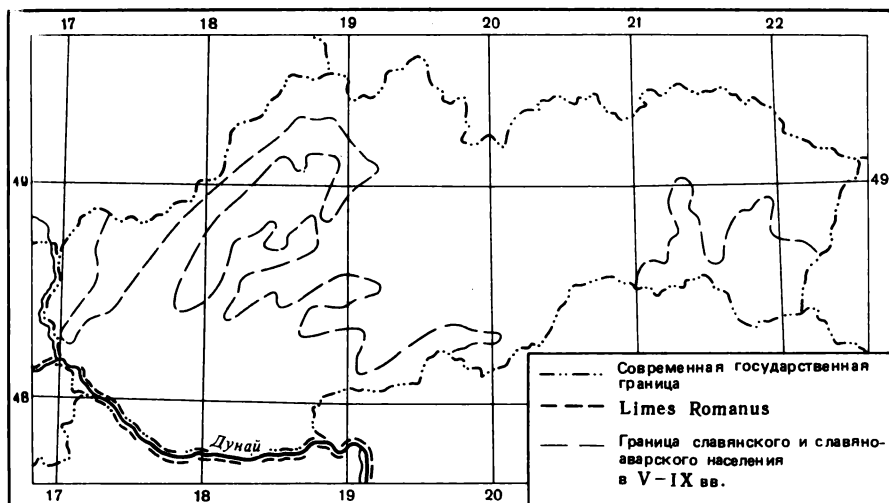 17 18 19 20 21 22
49 49
48
Дунай
17 18 19 20
Современная государственная
граница
Limes Romanus
Граница славянского и славяно-
аварского населения
в V-IX вв.